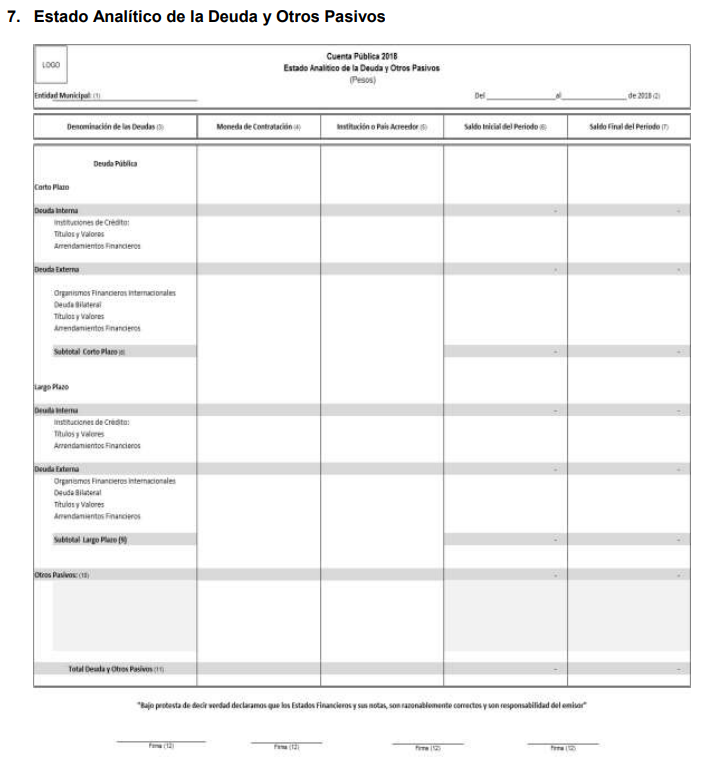 7. Estado Analítico de la Deuda y Otros Pasivos
LOGO
Cuenta Pública 2018
Estado Analítico de la Deuda y Otros Pasivos
(Pesos)
Entidad Municipal: (1)
Del ____________ al ____________ de 2018 (2)
Denominación de las Deudas (3) Moneda de Contratación (4) Institución o País Acreedor (5) Saldo Inicial del Periodo (6) Saldo Final del Periodo (7)
Deuda Pública
Corto Plazo
Deuda Interna - -
Instituciones de Crédito:
Títulos y Valores
Arrendamientos Financieros
Deuda Externa - -
Organismos Financieros Internacionales
Deuda Bilateral
Títulos y Valores
Arrendamientos Financieros
Subtotal Corto Plazo (8) - -
Largo Plazo
Deuda Interna - -
Instituciones de Crédito:
Títulos y Valores
Arrendamientos Financieros
Deuda Externa - -
Organismos Financieros Internacionales
Deuda Bilateral
Títulos y Valores
Arrendamientos Financieros
Subtotal Largo Plazo (9) - -
Otros Pasivos: (10) - -
Total Deuda y Otros Pasivos (11) - -
"Bajo protesta de decir verdad declaramos que los Estados Financieros y sus notas, son razonablemente correctos y son responsabilidad del emisor"
Firma (12) Firma (12) Firma (12) Firma (12)